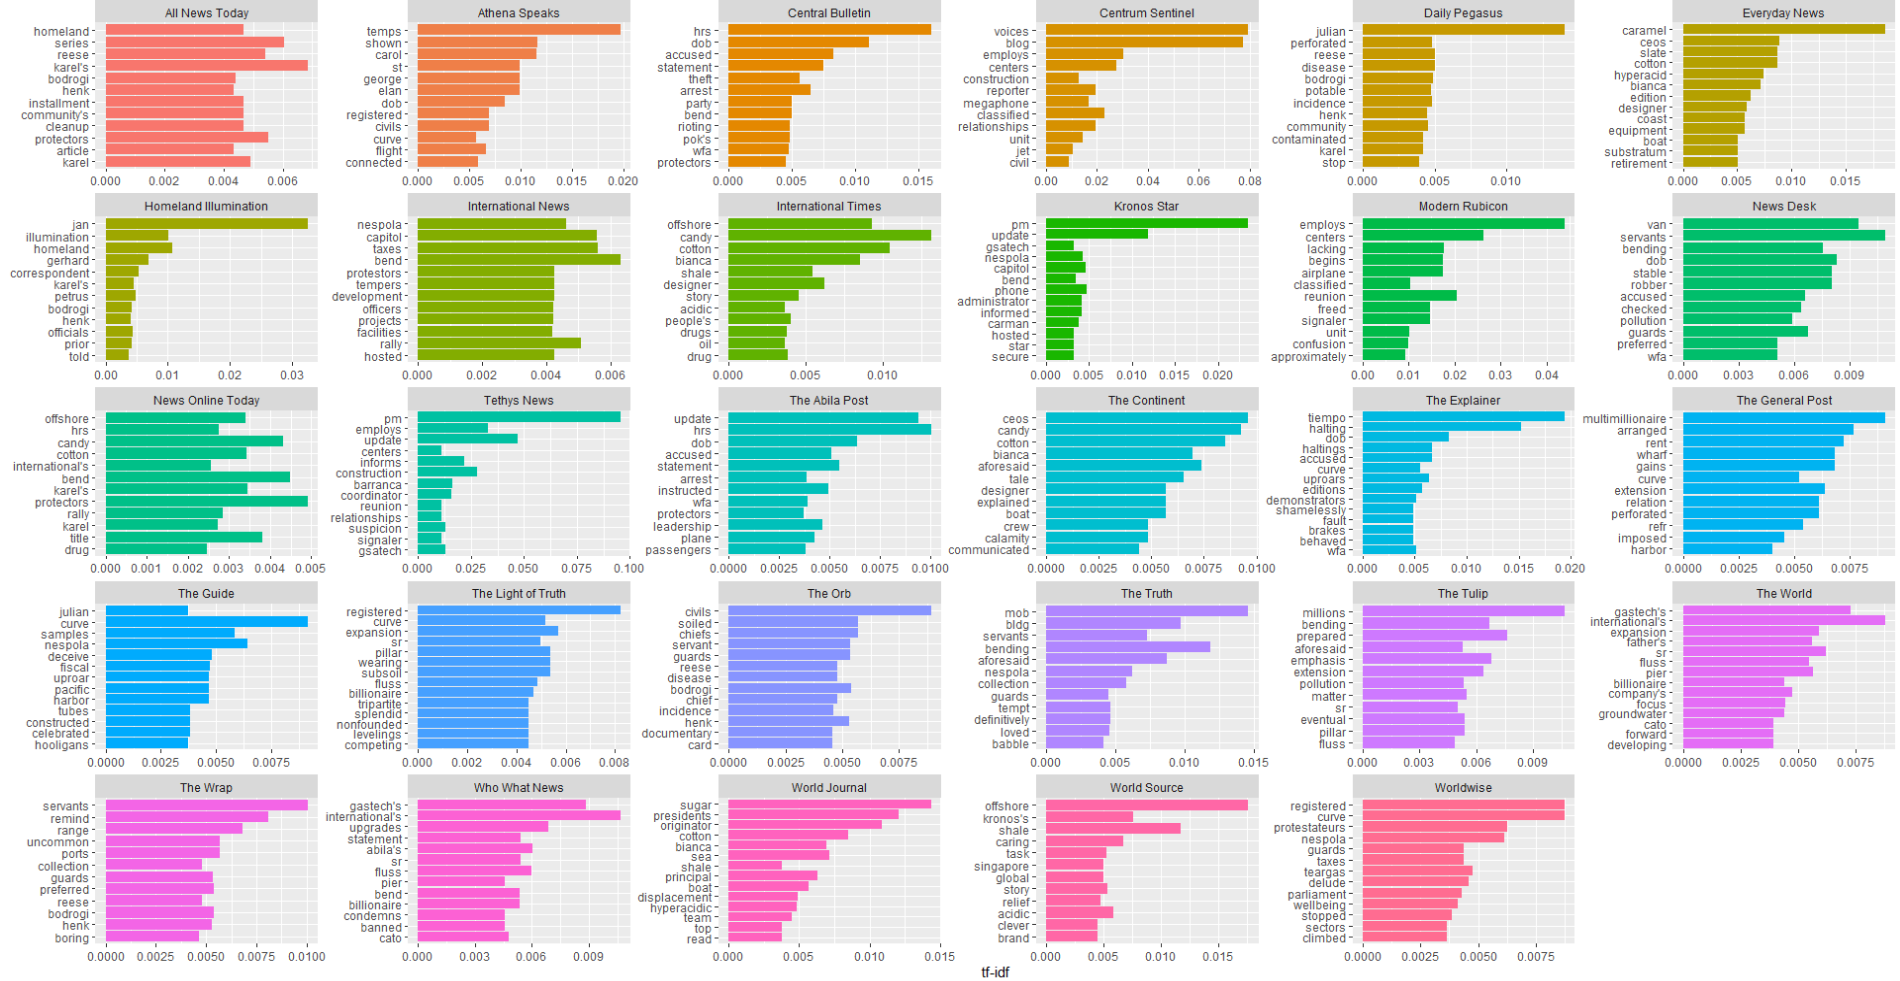 All News Today
homeland
series
reese
karel's
bodrogi
henk
installment
community's
cleanup
protectors
article
karel
0.000 0.002 0.004 0.006
Athena Speaks
temps
shown
carol
st
george
elan
dob
registered
civils
curve
flight
connected
0.000 0.005 0.010 0.015 0.020
Central Bulletin
hrs
dob
accused
statement
theft
arrest
party
bend
rioting
pok's
wfa
protectors
0.000 0.005 0.010 0.015
Centrum Sentinel
voices
blog
employs
centers
construction
reporter
megaphone
classified
relationships
unit
jet
civil
0.00 0.02 0.04 0.06 0.08
Daily Pegasus
julian
perforated
reese
disease
bodrogi
potable
incidence
henk
community
contaminated
karel
stop
0.000 0.005 0.010
Everyday News
caramel
ceos
slate
cotton
hyperacid
bianca
edition
designer
coast
equipment
boat
substratum
retirement
0.000 0.005 0.010 0.015
Homeland Illumination
jan
illumination
homeland
gerhard
correspondent
karel's
petrus
bodrogi
henk
officials
prior
told
0.00 0.01 0.02 0.03
International News
nespola
capitol
taxes
bend
protestors
tempers
development
officers
projects
facilities
rally
hosted
0.000 0.002 0.004 0.006
International Times
offshore
candy
cotton
bianca
shale
designer
story
acidic
people's
drugs
oil
drug
0.000 0.005 0.010
Kronos Star
pm
update
gsatech
nespola
capitol
bend
phone
administrator
informed
carman
hosted
star
secure
0.000 0.005 0.010 0.015 0.020
Modern Rubicon
employs
centers
lacking
begins
airplane
classified
reunion
freed
signaler
unit
confusion
approximately
0.00 0.01 0.02 0.03 0.04
News Desk
van
servants
bending
dob
stable
robber
accused
checked
pollution
guards
preferred
wfa
0.000 0.003 0.006 0.009
News Online Today
offshore
hrs
candy
cotton
international's
bend
karel's
protectors
rally
karel
title
drug
0.000 0.001 0.002 0.003 0.004 0.005
Tethys News
pm
employs
update
centers
informs
construction
barranca
coordinator
reunion
relationships
suspicion
signaler
gsatech
0.000 0.025 0.050 0.075 0.100
The Abila Post
update
hrs
dob
accused
statement
arrest
instructed
wfa
protectors
leadership
plane
passengers
0.0000 0.0025 0.0050 0.0075 0.0100
The Continent
ceos
candy
cotton
bianca
aforesaid
tale
designer
explained
boat
crew
calamity
communicated
0.0000 0.0025 0.0050 0.0075 0.0100
The Explainer
tiempo
halting
dob
haltings
accused
curve
uproars
editions
demonstrators
shamelessly
fault
brakes
behaved
wfa
0.000 0.005 0.010 0.015 0.020
The General Post
multimillionaire
arranged
rent
wharf
gains
curve
extension
relation
perforated
refr
imposed
harbor
0.0000 0.0025 0.0050 0.0075
The Guide
julian
curve
samples
nespola
deceive
fiscal
uproar
pacific
harbor
tubes
constructed
celebrated
hooligans
0.0000 0.0025 0.0050 0.0075
The Light of Truth
registered
curve
expansion
sr
pillar
wearing
subsoil
fluss
billionaire
tripartite
splendid
nonfounded
levelings
competing
0.000 0.002 0.004 0.006 0.008
The Orb
civils
soiled
chiefs
servant
guards
reese
disease
bodrogi
chief
incidence
henk
documentary
card
0.0000 0.0025 0.0050 0.0075
The Truth
mob
bldg
servants
bending
aforesaid
nespola
collection
guards
tempt
definitively
loved
babble
0.000 0.005 0.010 0.015
The Tulip
millions
bending
prepared
aforesaid
emphasis
extension
pollution
matter
sr
eventual
pillar
fluss
0.000 0.003 0.006 0.009
The World
gastech's
international's
expansion
father's
sr
fluss
pier
billionaire
company's
focus
groundwater
cato
forward
developing
0.0000 0.0025 0.0050 0.0075
The Wrap
servants
remind
range
uncommon
ports
collection
guards
preferred
reese
bodrogi
henk
boring
0.0000 0.0025 0.0050 0.0075 0.0100
Who What News
gastech's
international's
upgrades
statement
abila's
sr
fluss
pier
bend
billionaire
condemns
banned
cato
0.000 0.003 0.006 0.009
World Journal
sugar
presidents
originator
cotton
bianca
sea
shale
principal
boat
displacement
hyperacidic
team
top
read
0.000 0.005 0.010 0.015
World Source
offshore
kronos's
shale
caring
task
singapore
global
story
relief
acidic
clever
brand
0.000 0.005 0.010 0.015
Worldwise
registered
curve
protestateurs
nespola
guards
taxes
teargas
delude
parliament
wellbeing
stopped
sectors
climbed
0.0000 0.0025 0.0050 0.0075
tf-idf